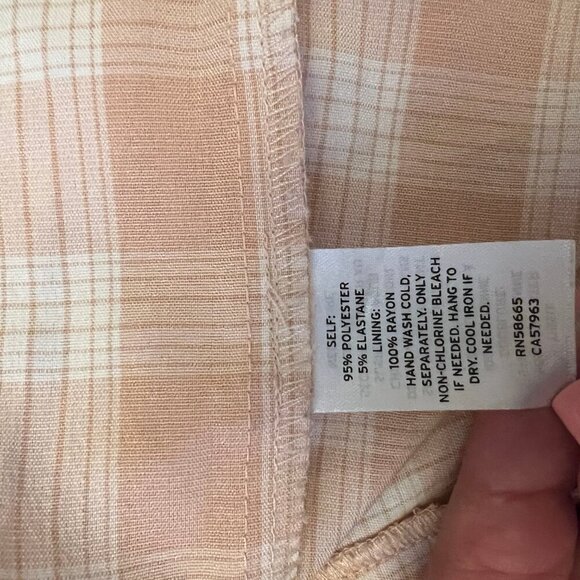 SELF:
95% POLYESTER
5% ELASTANE
LINING:
100% RAYON
HAND WASH COLD,
SEPARATELY. ONLY
NON-CHLORINE BLEACH
IF NEEDED. HANG TO
DRY. COOL IRON IF
NEEDED.
RN58665
CA57963